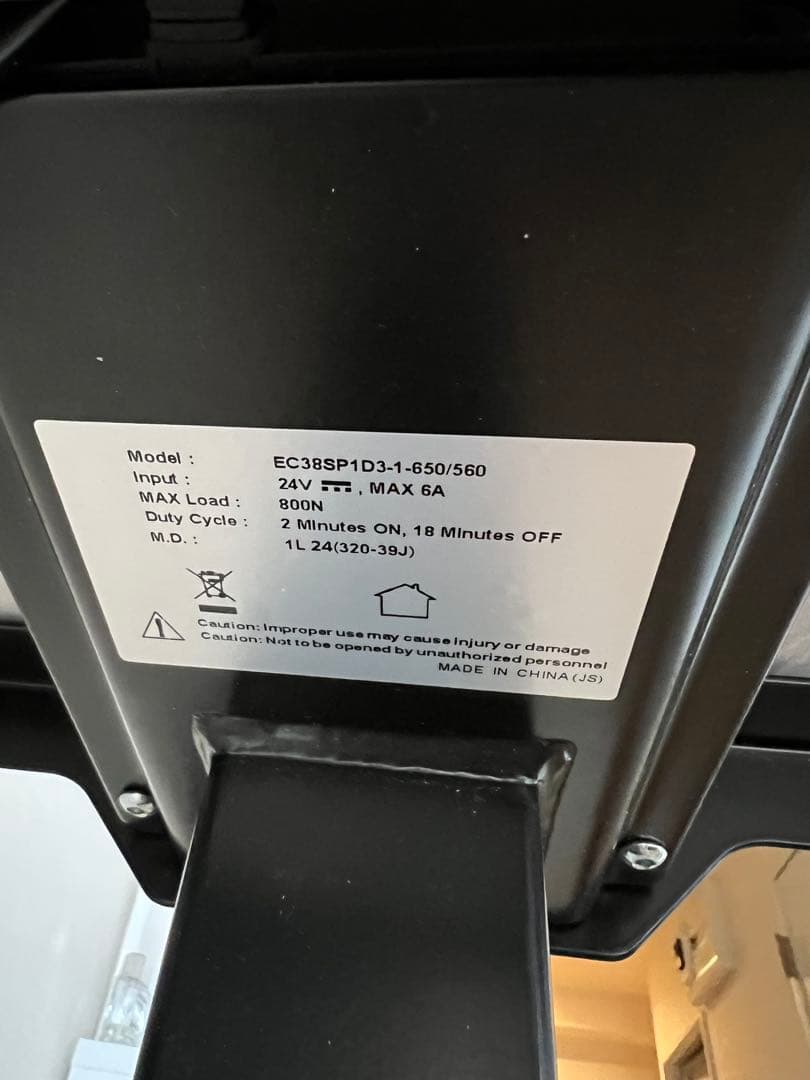 Model : EC38SP1D3-1-650/560
Input : 24V ⎓ , MAX 6A
MAX Load : 800N
Duty Cycle : 2 Minutes ON, 18 Minutes OFF
M.D. : 1L 24(320-39J)
Caution: Improper use may cause injury or damage
Caution: Not to be opened by unauthorized personnel
MADE IN CHINA(JS)